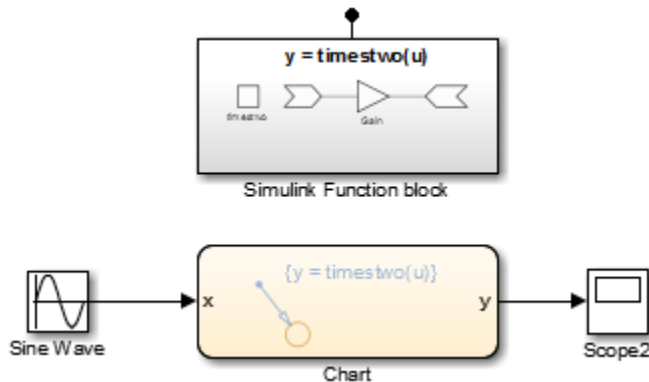 y = timestwo(u)
Gain
Simulink Function block
{y = timestwo(u)}
x
y
Sine Wave
Chart
Scope2